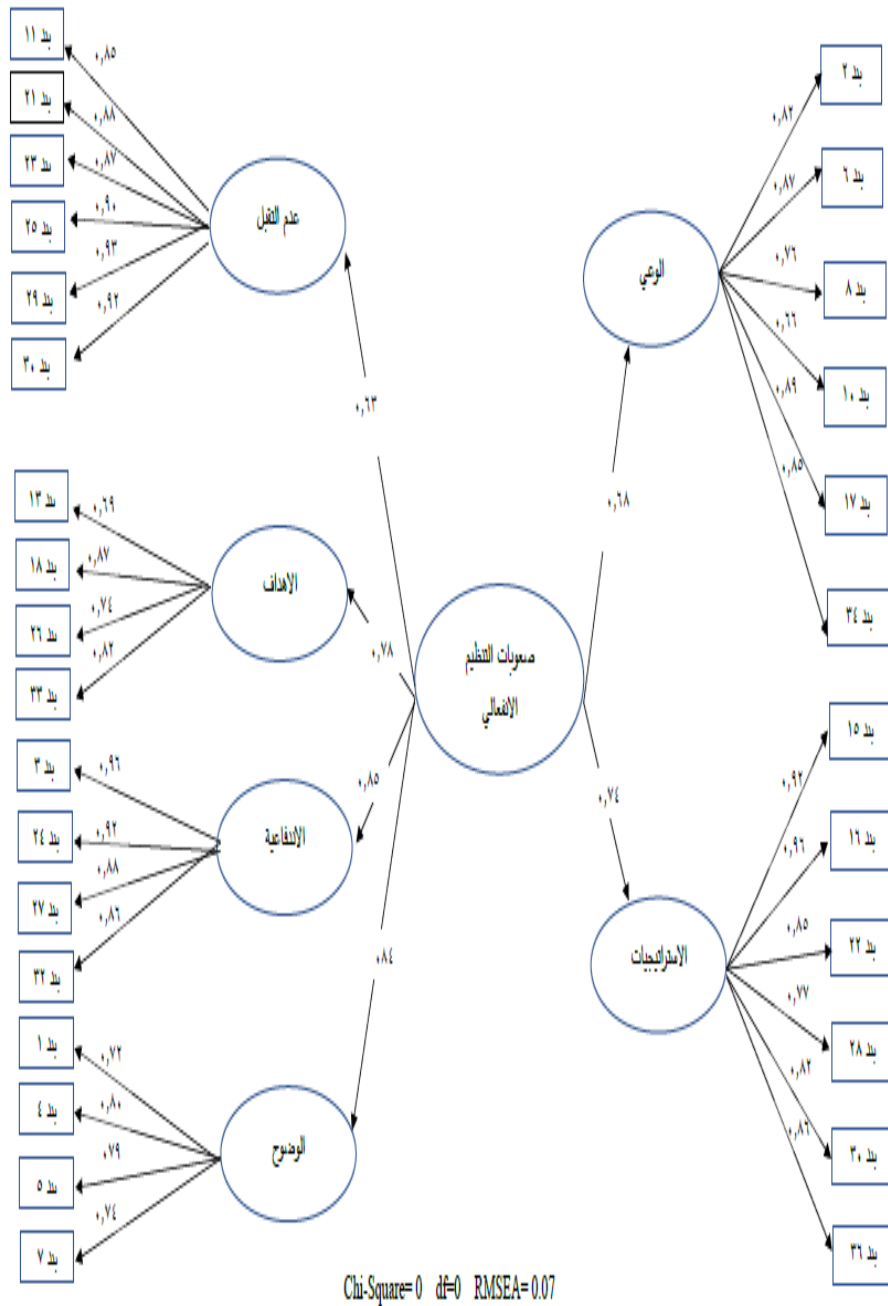 بند ٢
بند ٦
بند ٨
بند ١٠
بند ١٧
بند ٣٤
٠,٨٢
٠,٨٧
٠,٧٦
٠,٦٦
٠,٨٩
٠,٨٥
الوعي
٠,٦٨
بند ١٥
بند ١٦
بند ٢٢
بند ٢٨
بند ٣٠
بند ٣٦
٠,٩٢
٠,٩٦
٠,٨٥
٠,٧٧
٠,٨٢
٠,٨٦
الاستراتيجيات
٠,٧٤
صعوبات التنظيم
الانفعالي
٠,٦٣
عدم التقبل
٠,٨٥
٠,٨٨
٠,٨٧
٠,٩٠
٠,٩٣
٠,٩٢
بند ١١
بند ٢١
بند ٢٣
بند ٢٥
بند ٢٩
بند ٣٠
٠,٧٨
الاهداف
٠,٦٩
٠,٨٧
٠,٧٤
٠,٨٢
بند ١٣
بند ١٨
بند ٢٦
بند ٣٣
٠,٨٥
الاندفاعية
٠,٩٦
٠,٩٢
٠,٨٨
٠,٨٦
بند ٣
بند ٢٤
بند ٢٧
بند ٣٢
٠٨٤
الوضوح
٠,٧٢
٠,٨٠
٠,٧٩
٠,٧٤
بند ١
بند ٤
بند ٥
بند ٧
Chi-Square= 0 df=0 RMSEA= 0.07